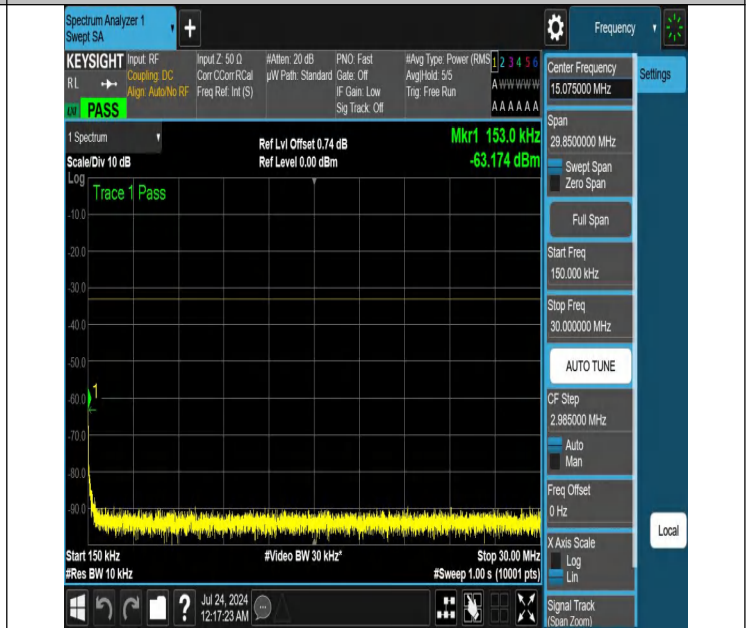 Spectrum Analyzer 1
Swept SA
Frequency
KEYSIGHT
RL
PASS
Input: RF
Coupling: DC
Align: Auto/No RF
Input Z: 50 Ω
Corr CCorr RCal
Freq Ref: Int (S)
#Atten: 20 dB
µW Path: Standard
PNO: Fast
Gate: Off
IF Gain: Low
Sig Track: Off
#Avg Type: Power (RMS
Avg|Hold: 5/5
Trig: Free Run
1 2 3 4 5 6
A W W W W W
A A A A A A
1 Spectrum
Scale/Div 10 dB
Ref Lvl Offset 0.74 dB
Ref Level 0.00 dBm
Mkr1 153.0 kHz
-63.174 dBm
Log
Trace 1 Pass
-10.0
-20.0
-30.0
-40.0
-50.0
-60.0
-70.0
-80.0
-90.0
1
Start 150 kHz
#Res BW 10 kHz
#Video BW 30 kHz*
Stop 30.00 MHz
#Sweep 1.00 s (10001 pts)
Jul 24, 2024
12:17:23 AM
Center Frequency
15.075000 MHz
Span
29.8500000 MHz
Swept Span
Zero Span
Full Span
Start Freq
150.000 kHz
Stop Freq
30.000000 MHz
AUTO TUNE
CF Step
2.985000 MHz
Auto
Man
Freq Offset
0 Hz
X Axis Scale
Log
Lin
Signal Track
(Span Zoom)
Settings
Local